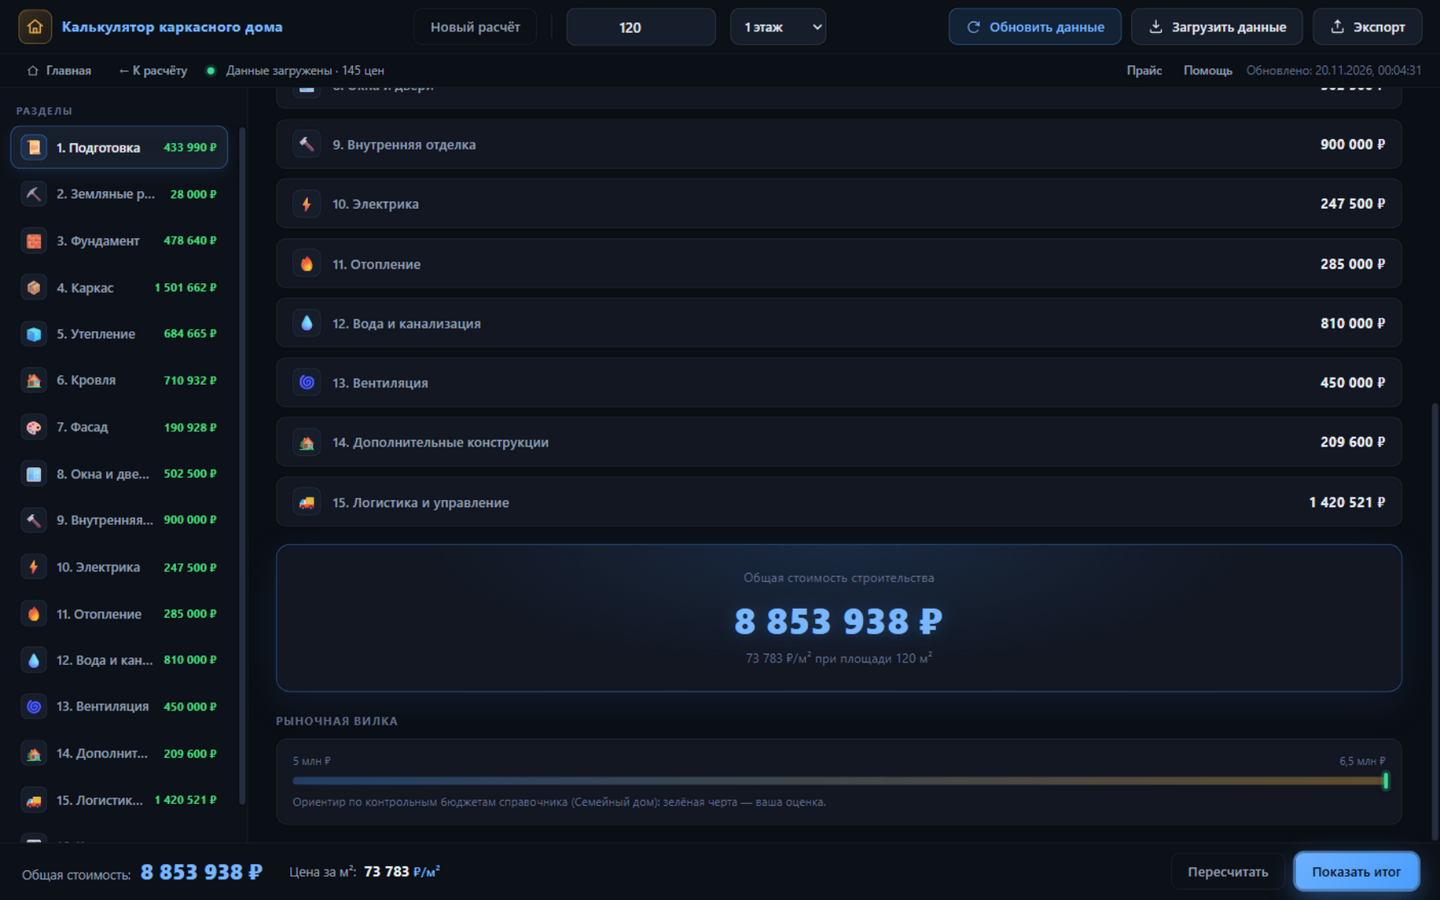 Калькулятор каркасного дома
Новый расчёт
120
1 этаж
Обновить данные
Загрузить данные
Экспорт
Главная
← К расчёту
Данные загружены · 145 цен
Прайс
Помощь
Обновлено: 20.11.2026, 00:04:31
РАЗДЕЛЫ
1. Подготовка 433 990 ₽
2. Земляные р... 28 000 ₽
3. Фундамент 478 640 ₽
4. Каркас 1 501 662 ₽
5. Утепление 684 665 ₽
6. Кровля 710 932 ₽
7. Фасад 190 928 ₽
8. Окна и две... 502 500 ₽
9. Внутренняя... 900 000 ₽
10. Электрика 247 500 ₽
11. Отопление 285 000 ₽
12. Вода и кан... 810 000 ₽
13. Вентиляция 450 000 ₽
14. Дополнит... 209 600 ₽
15. Логистик... 1 420 521 ₽
8. Окна и двери 502 500 ₽
9. Внутренняя отделка 900 000 ₽
10. Электрика 247 500 ₽
11. Отопление 285 000 ₽
12. Вода и канализация 810 000 ₽
13. Вентиляция 450 000 ₽
14. Дополнительные конструкции 209 600 ₽
15. Логистика и управление 1 420 521 ₽
Общая стоимость строительства
8 853 938 ₽
73 783 ₽/м² при площади 120 м²
РЫНОЧНАЯ ВИЛКА
5 млн ₽ 6,5 млн ₽
Ориентир по контрольным бюджетам справочника (Семейный дом): зелёная черта — ваша оценка.
Общая стоимость: 8 853 938 ₽ Цена за м²: 73 783 ₽/м²
Пересчитать
Показать итог